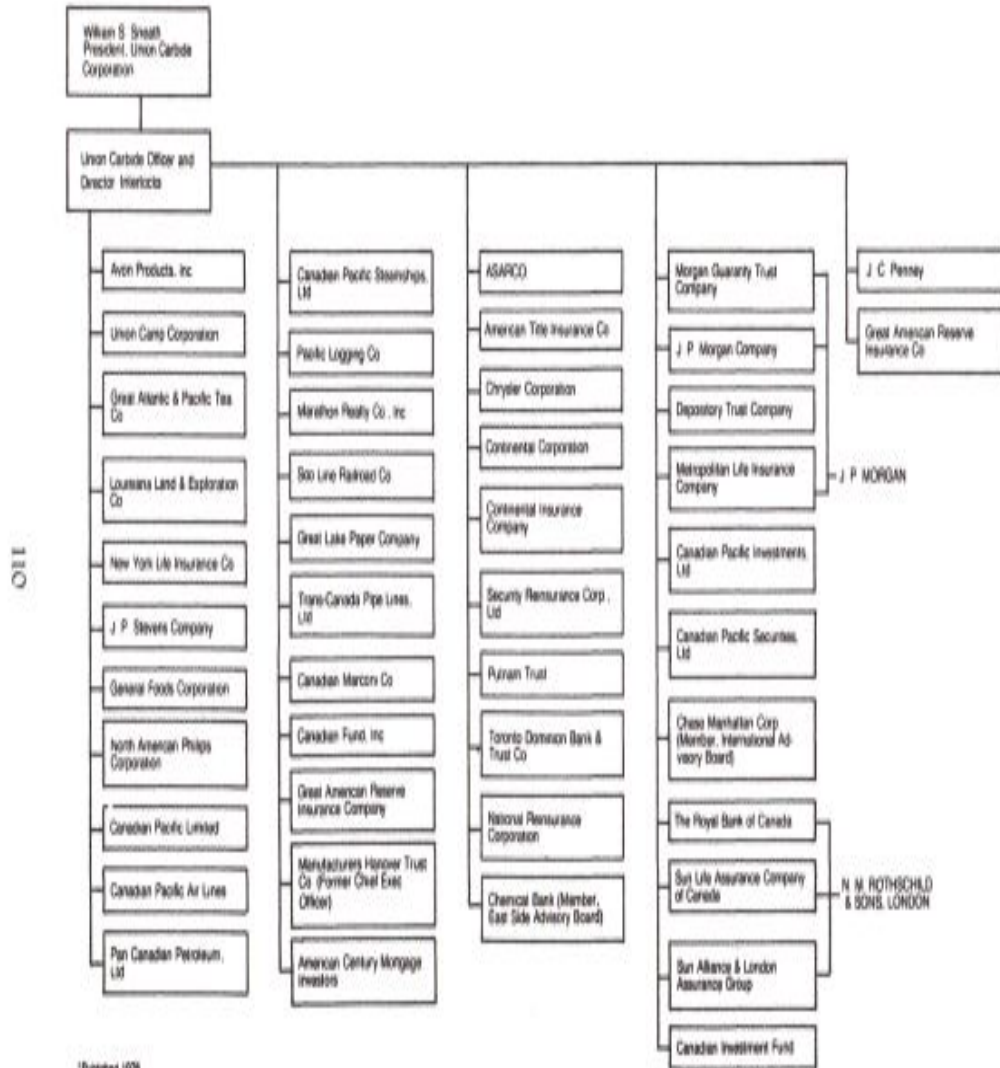 William S. Sneath
President, Union Carbide
Corporation
Union Carbide Officer and
Director Interlocks
Avon Products, Inc
Union Camp Corporation
Great Atlantic & Pacific Tea
Co
Louisiana Land & Exploration
Co
New York Life Insurance Co
J P Stevens Company
General Foods Corporation
North American Philips
Corporation
Canadian Pacific Limited
Canadian Pacific Air Lines
Pan Canadian Petroleum,
Ltd
Canadian Pacific Steamships,
Ltd
Pacific Logging Co
Marathon Realty Co, Inc
Soo Line Railroad Co
Great Lake Paper Company
Trans-Canada Pipe Lines,
Ltd
Canadian Marconi Co
Canadian Fund, Inc
Great American Reserve
Insurance Company
Manufacturers Hanover Trust
Co (Former Chief Exec
Officer)
American Century Mortgage
Investors
ASARCO
American Title Insurance Co
Chrysler Corporation
Continental Corporation
Continental Insurance
Company
Security Reinsurance Corp,
Ltd
Putnam Trust
Toronto Dominion Bank &
Trust Co
National Reinsurance
Corporation
Chemical Bank (Member,
East Side Advisory Board)
Morgan Guaranty Trust
Company
J P Morgan Company
Depository Trust Company
Metropolitan Life Insurance
Company
J P MORGAN
Canadian Pacific Investments,
Ltd
Canadian Pacific Securities,
Ltd
Chase Manhattan Corp
(Member, International Ad-
visory Board)
The Royal Bank of Canada
Sun Life Assurance Company
of Canada
N. M. ROTHSCHILD
& SONS, LONDON
Sun Alliance & London
Assurance Group
Canadian Investment Fund
J C Penney
Great American Reserve
Insurance Co
110